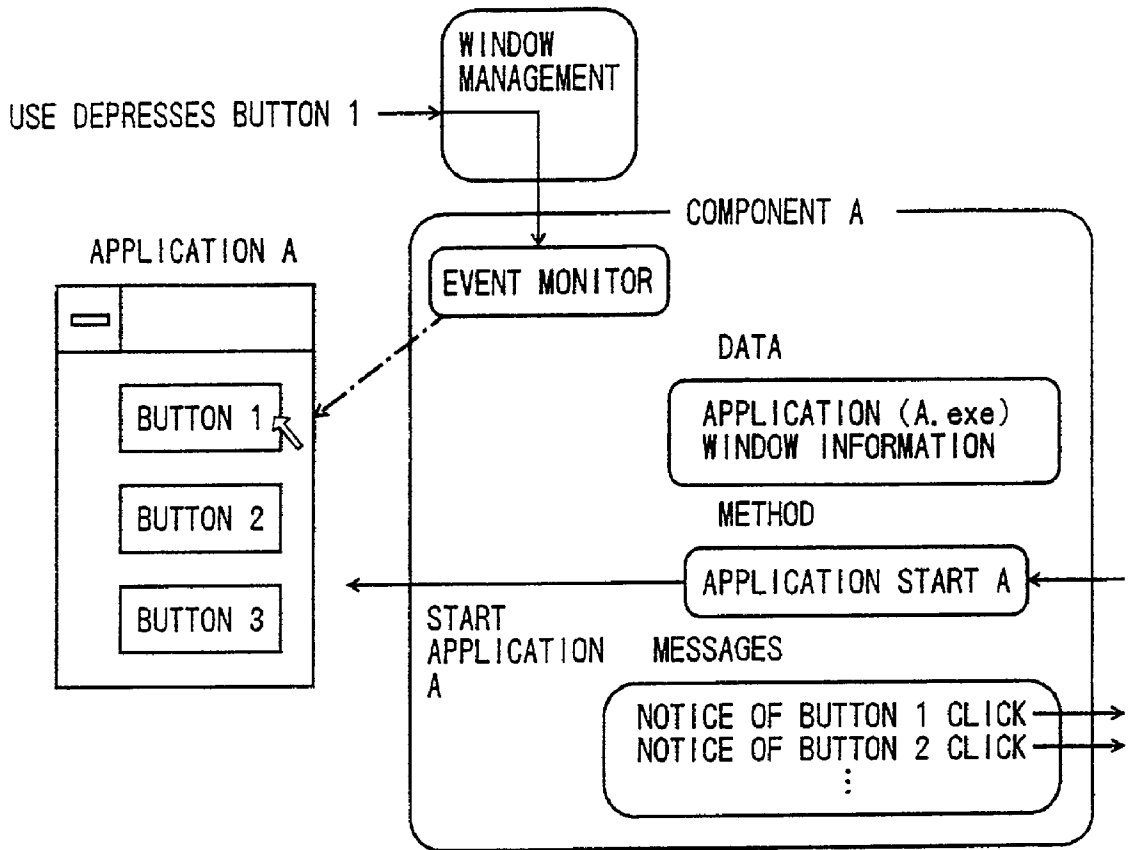 WINDOW
MANAGEMENT
USE DEPRESSES BUTTON 1
COMPONENT A
APPLICATION A
EVENT MONITOR
DATA
BUTTON 1
APPLICATION (A.exe)
WINDOW INFORMATION
BUTTON 2
METHOD
APPLICATION START A
BUTTON 3
START
APPLICATION
A
MESSAGES
NOTICE OF BUTTON 1 CLICK
NOTICE OF BUTTON 2 CLICK
⋮